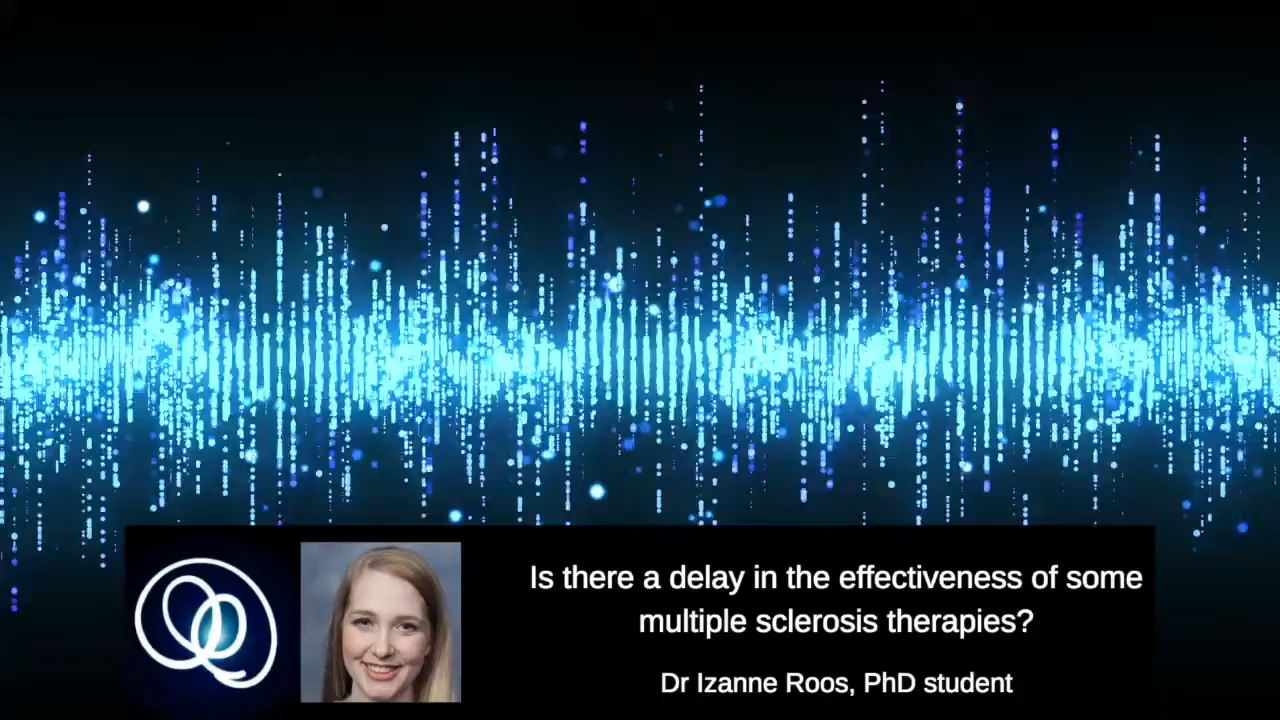 Is there a delay in the effectiveness of some
multiple sclerosis therapies?
Dr Izanne Roos, PhD student